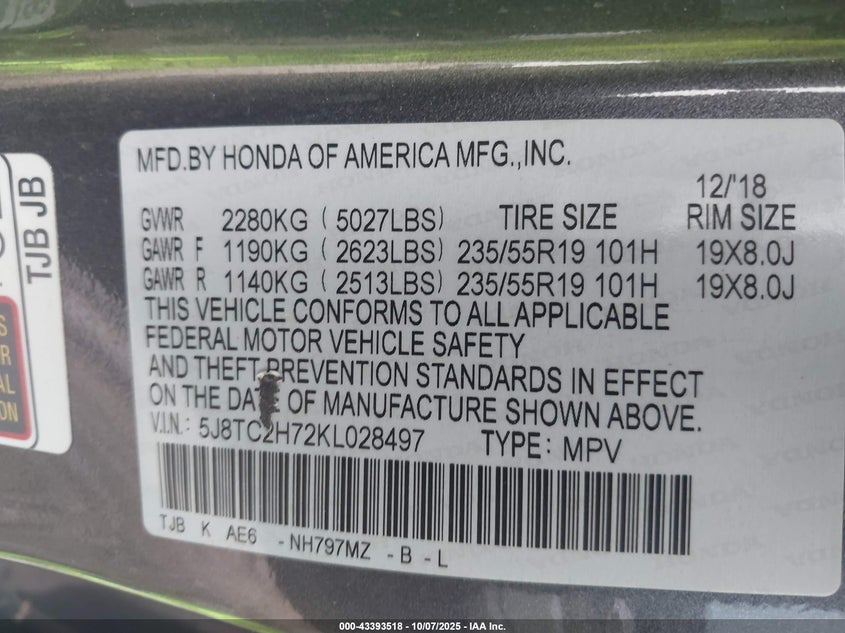 MFD.BY HONDA OF AMERICA MFG.,INC.
12/'18
GVWR 2280KG ( 5027LBS) TIRE SIZE RIM SIZE
GAWR F 1190KG ( 2623LBS) 235/55R19 101H 19X8.0J
GAWR R 1140KG ( 2513LBS) 235/55R19 101H 19X8.0J
THIS VEHICLE CONFORMS TO ALL APPLICABLE
FEDERAL MOTOR VEHICLE SAFETY
AND THEFT PREVENTION STANDARDS IN EFFECT
ON THE DATE OF MANUFACTURE SHOWN ABOVE.
V.I.N.: 5J8TC2H72KL028497 TYPE: MPV
TJB K AE6 -NH797MZ -B -L
TJB JB
000-43393518 - 10/07/2025 - IAA Inc.